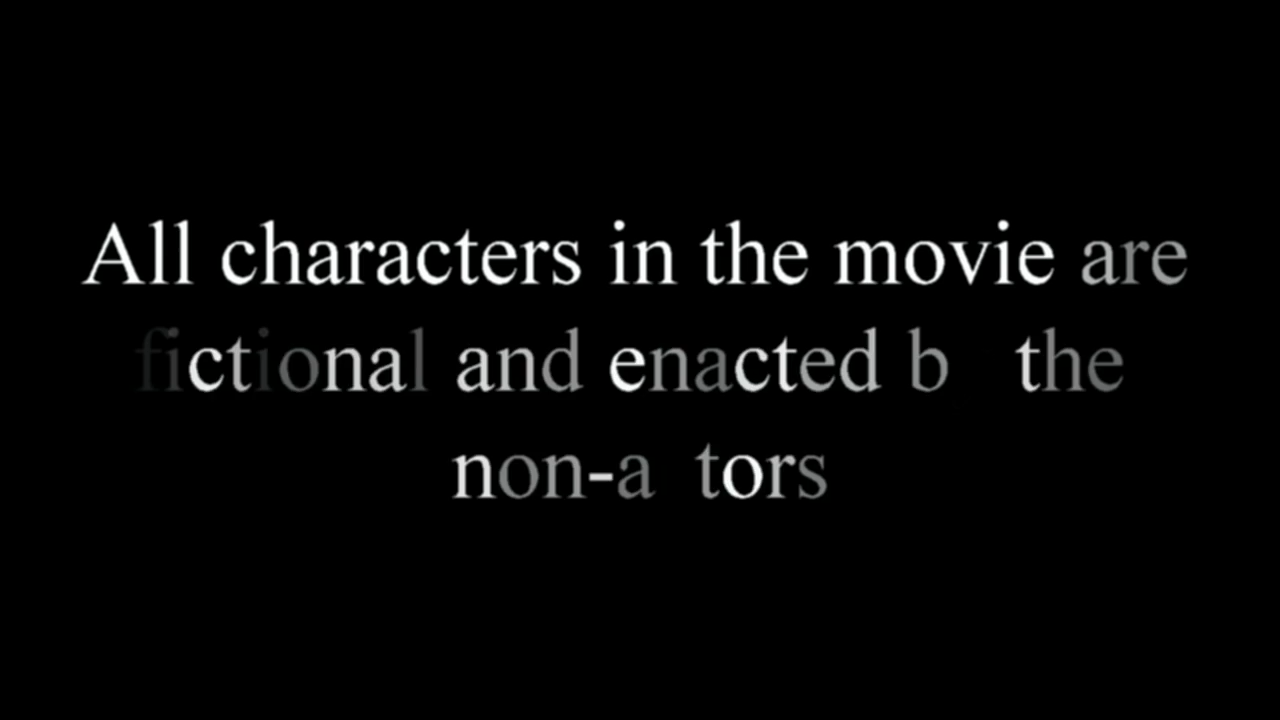 All characters in the movie are
fictional and enacted b the
non-a tors